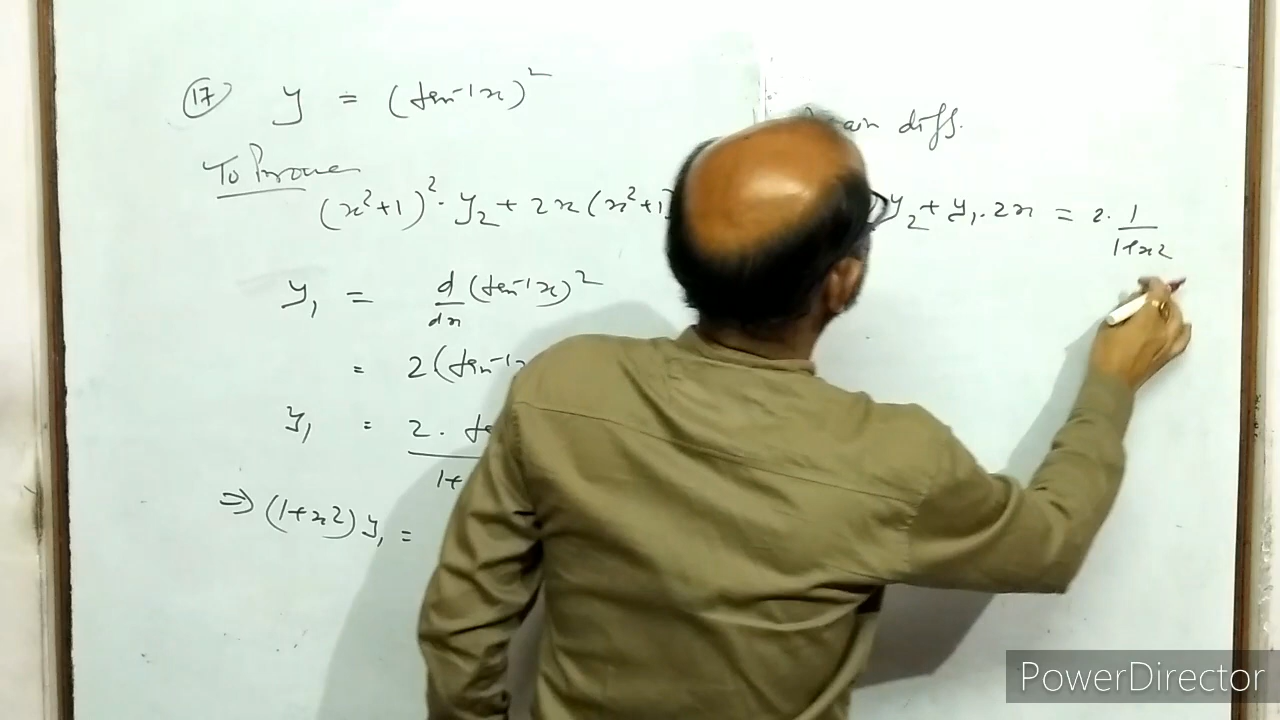 17 y = (tan⁻¹x)²
To Prove
(x²+1)². y₂ + 2x(x²+1)
y₁ = d/dx (tan⁻¹x)²
= 2(tan⁻¹
y₁ = 2.
⇒ (1+x²)y₁ =
diff.
y₂ + y₁. 2x = 2. 1/1+x²
PowerDirector